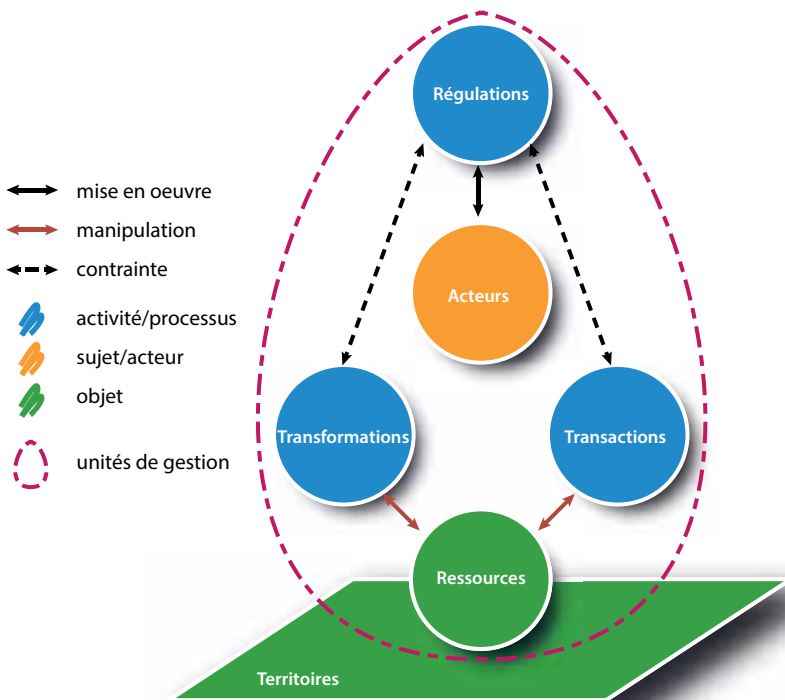 Régulations
mise en oeuvre
manipulation
contrainte
activité/processus
sujet/acteur
objet
unités de gestion
Acteurs
Transformations
Transactions
Ressources
Territoires